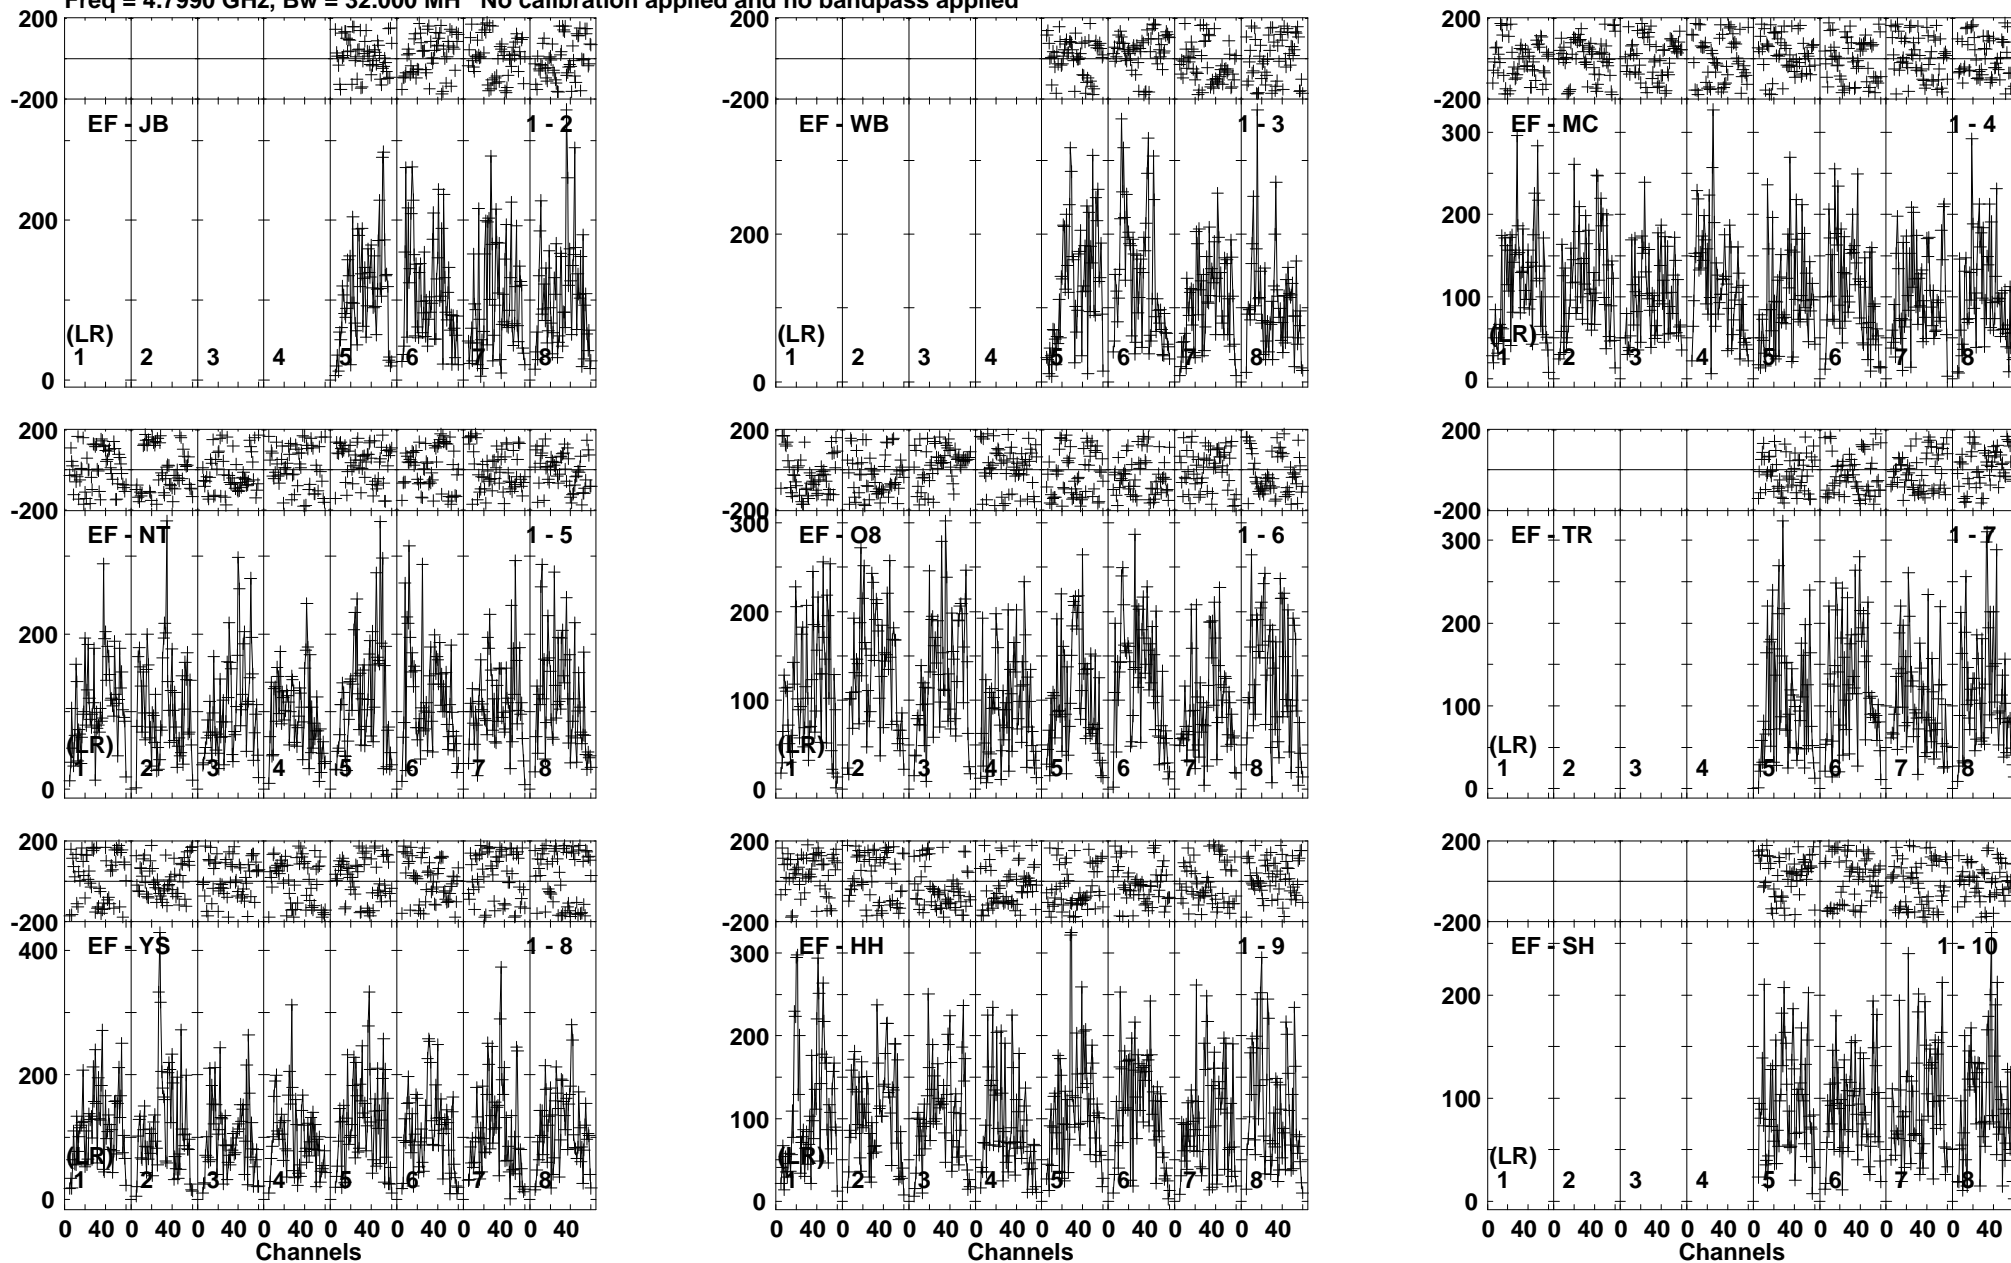 Freq = 4.7990 GHz, Bw = 32.000 MH No calibration applied and no bandpass applied
200 200 200
-200 -200 -200
EF - JB 1 - 2 EF - WB 1 - 3 EF - MC 1 - 4
300
200 200 200
100
(LR) (LR) (LR)
1 2 3 4 5 6 7 8 1 2 3 4 5 6 7 8 1 2 3 4 5 6 7 8
0 0 0
200 200 200
-200 -200 -200
EF - NT 1 - 5 EF - O8 1 - 6 EF - TR 1 - 7
300 300
200 200 200
100 100
(LR) (LR) (LR)
1 2 3 4 5 6 7 8 1 2 3 4 5 6 7 8 1 2 3 4 5 6 7 8
0 0 0
200 200 200
-200 -200 -200
EF - YS 1 - 8 EF - HH 1 - 9 EF - SH 1 - 10
400 300
200 200 200
100 100
(LR) (LR) (LR)
1 2 3 4 5 6 7 8 1 2 3 4 5 6 7 8 1 2 3 4 5 6 7 8
0 0 0
0 40 0 40 0 40 0 40 0 40 0 40 0 40 0 40 0 40 0 40 0 40 0 40 0 40 0 40 0 40 0 40 0 40 0 40 0 40 0 40 0 40 0 40 0 40 0 40
Channels Channels Channels